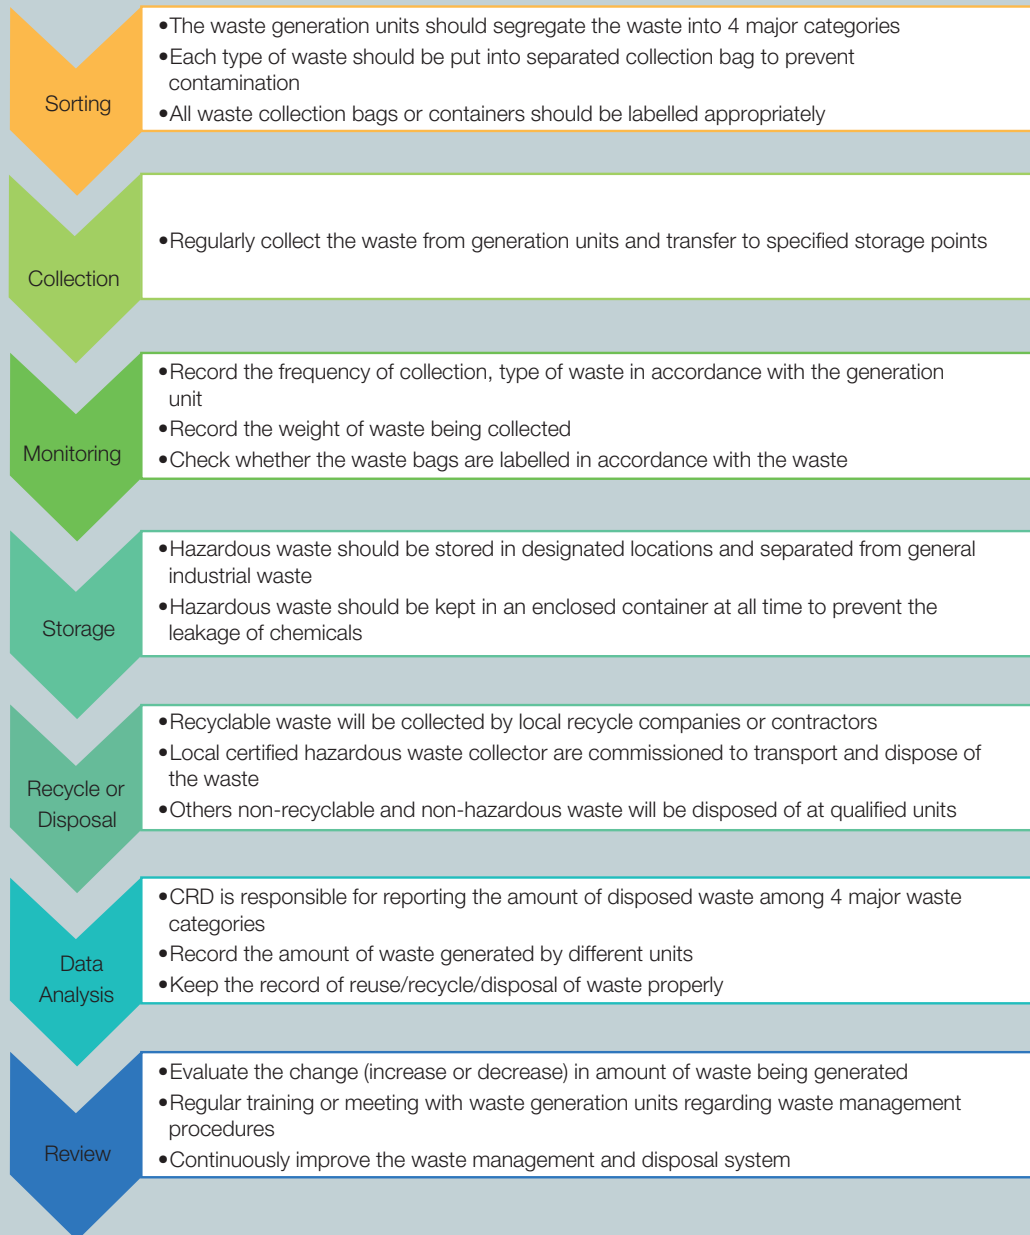 Sorting
•The waste generation units should segregate the waste into 4 major categories
•Each type of waste should be put into separated collection bag to prevent
contamination
•All waste collection bags or containers should be labelled appropriately
Collection
•Regularly collect the waste from generation units and transfer to specified storage points
Monitoring
•Record the frequency of collection, type of waste in accordance with the generation
unit
•Record the weight of waste being collected
•Check whether the waste bags are labelled in accordance with the waste
Storage
•Hazardous waste should be stored in designated locations and separated from general
industrial waste
•Hazardous waste should be kept in an enclosed container at all time to prevent the
leakage of chemicals
Recycle or
Disposal
•Recyclable waste will be collected by local recycle companies or contractors
•Local certified hazardous waste collector are commissioned to transport and dispose of
the waste
•Others non-recyclable and non-hazardous waste will be disposed of at qualified units
Data
Analysis
•CRD is responsible for reporting the amount of disposed waste among 4 major waste
categories
•Record the amount of waste generated by different units
•Keep the record of reuse/recycle/disposal of waste properly
Review
•Evaluate the change (increase or decrease) in amount of waste being generated
•Regular training or meeting with waste generation units regarding waste management
procedures
•Continuously improve the waste management and disposal system